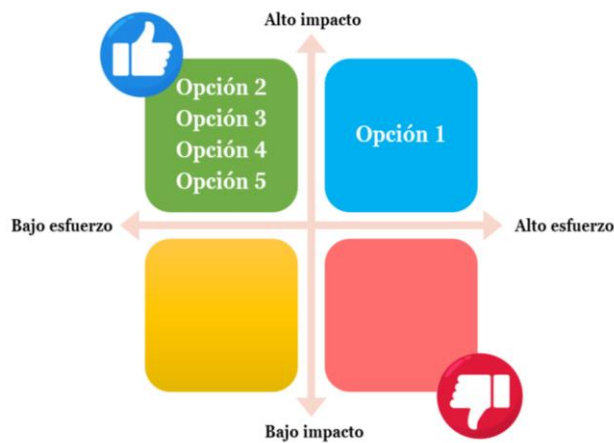 Alto impacto
Opción 2
Opción 3
Opción 4
Opción 5
Opción 1
Bajo esfuerzo
Alto esfuerzo
Bajo impacto